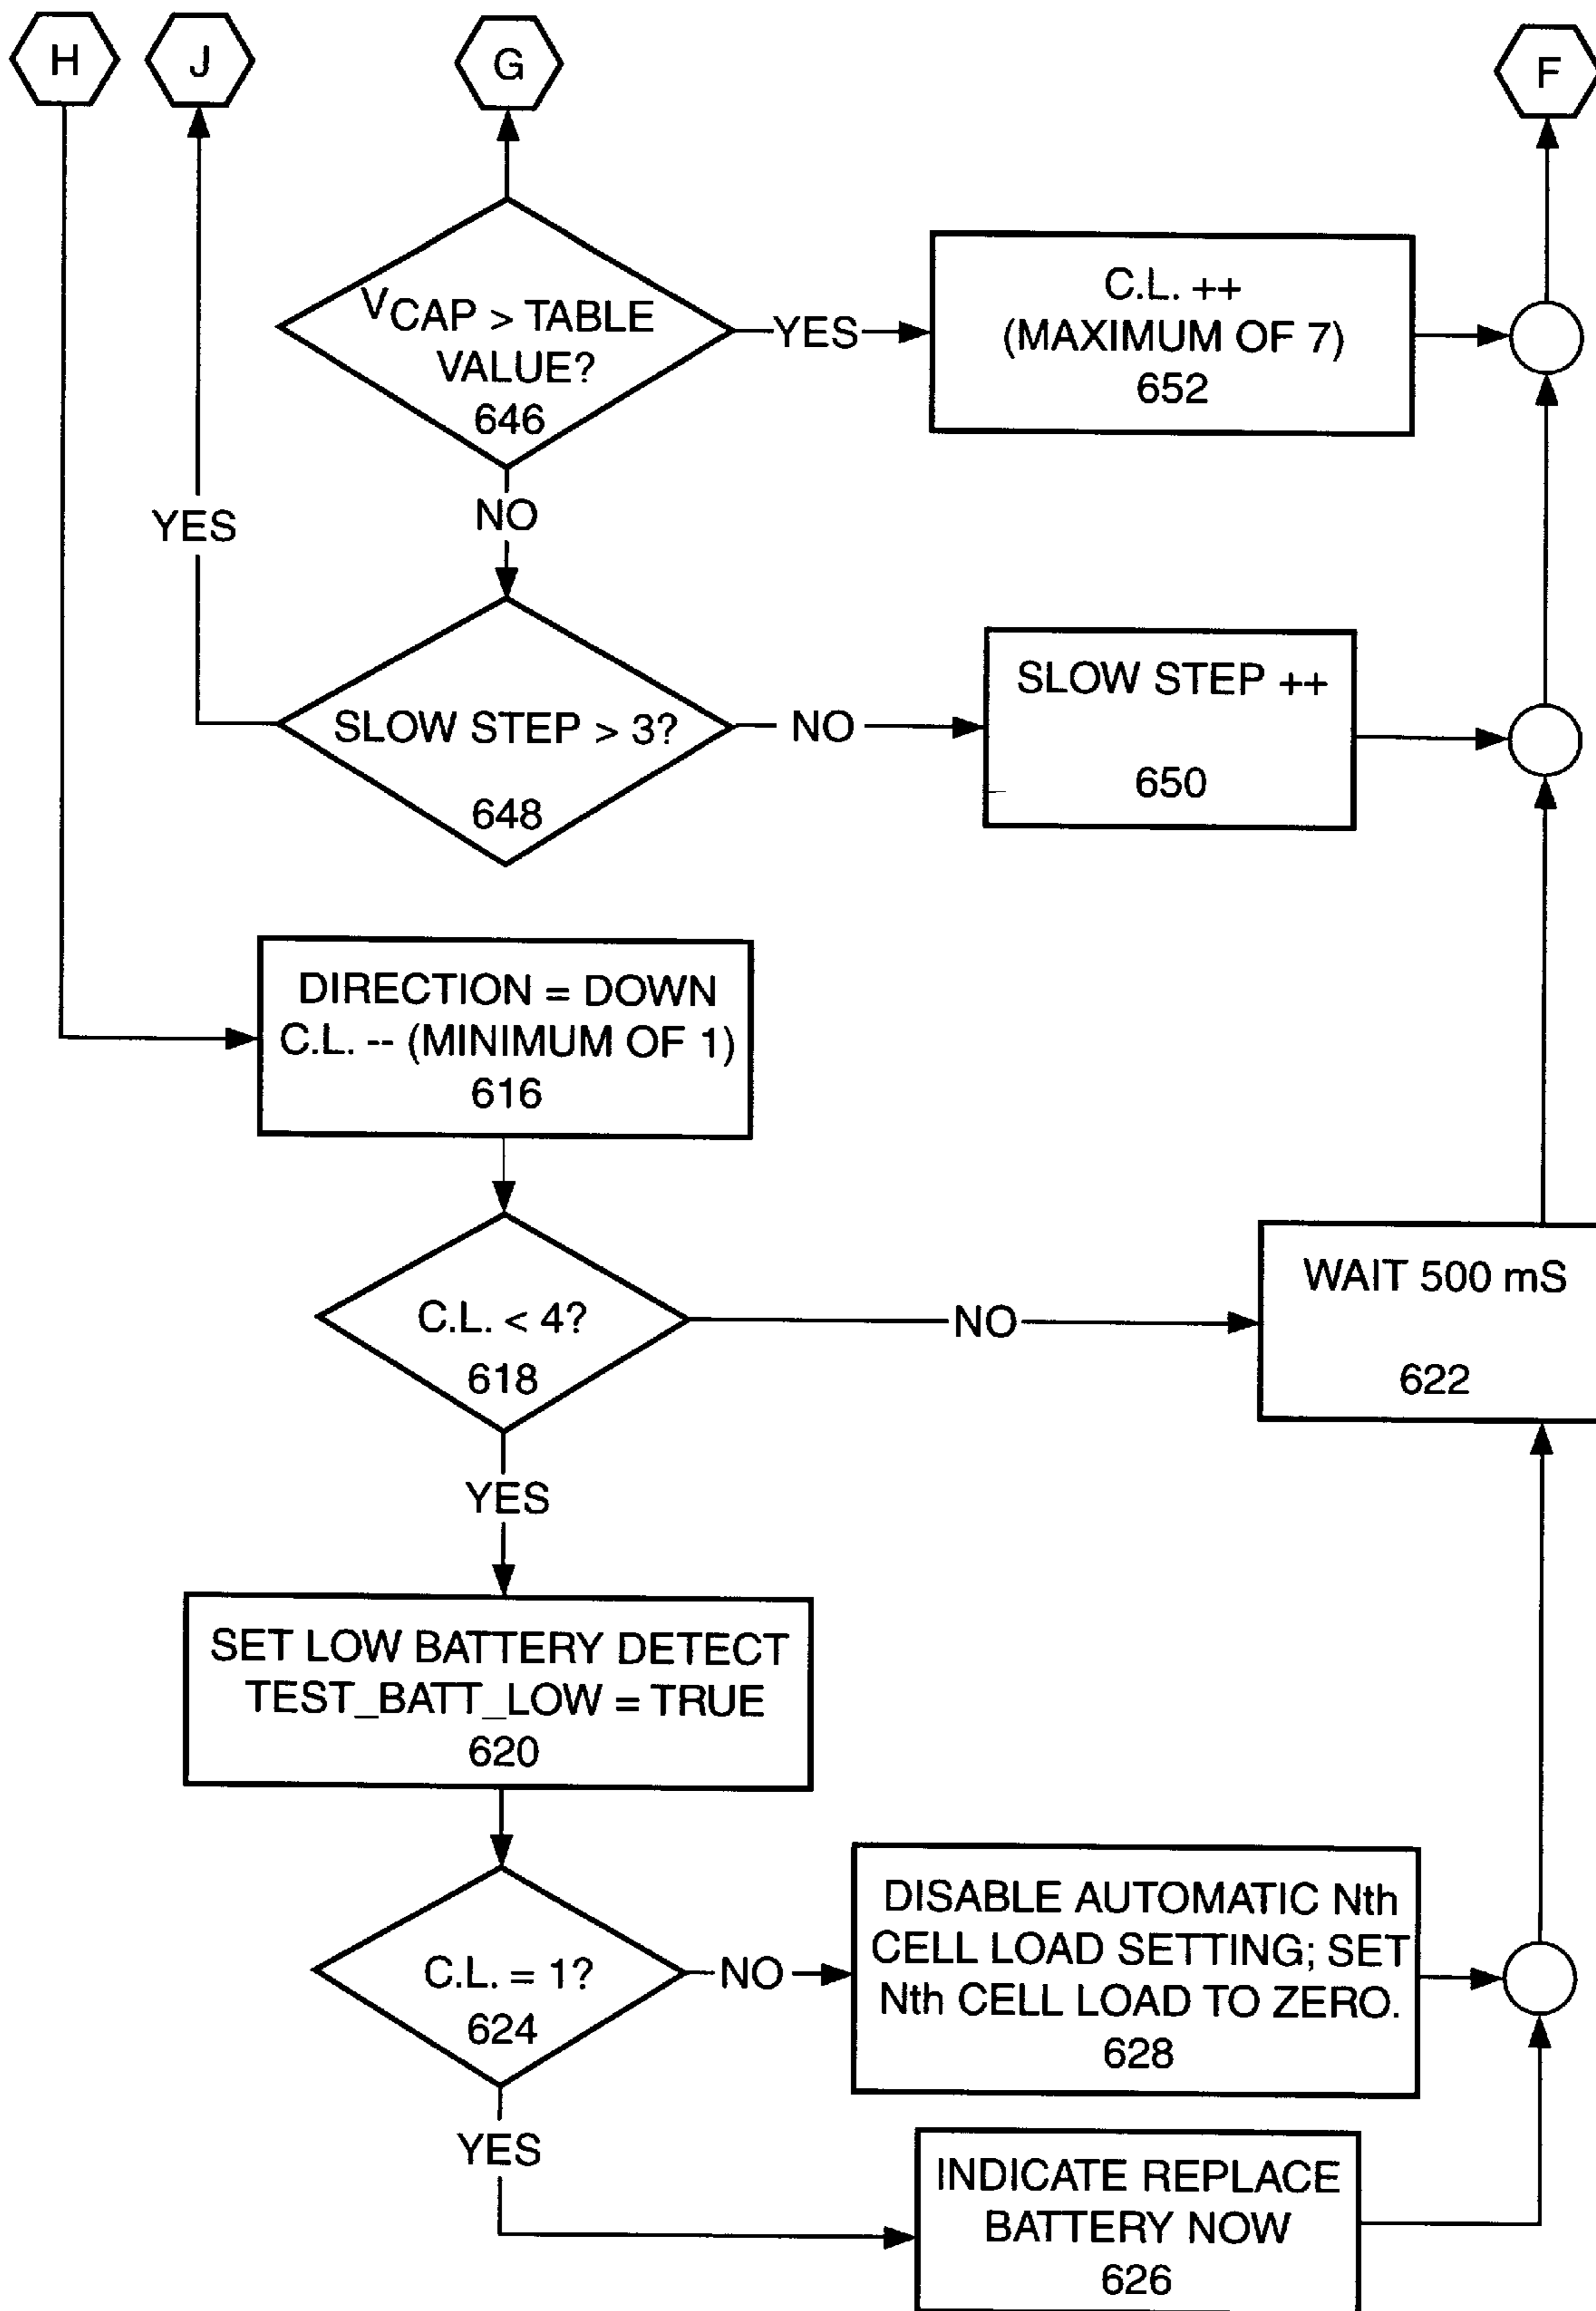 H
J
G
F
VCAP > TABLE
VALUE?
646
YES
C.L. ++
(MAXIMUM OF 7)
652
NO
YES
SLOW STEP > 3?
648
NO
SLOW STEP ++
650
DIRECTION = DOWN
C.L. -- (MINIMUM OF 1)
616
C.L. < 4?
618
NO
WAIT 500 mS
622
YES
SET LOW BATTERY DETECT
TEST_BATT_LOW = TRUE
620
C.L. = 1?
624
NO
DISABLE AUTOMATIC Nth
CELL LOAD SETTING; SET
Nth CELL LOAD TO ZERO.
628
YES
INDICATE REPLACE
BATTERY NOW
626